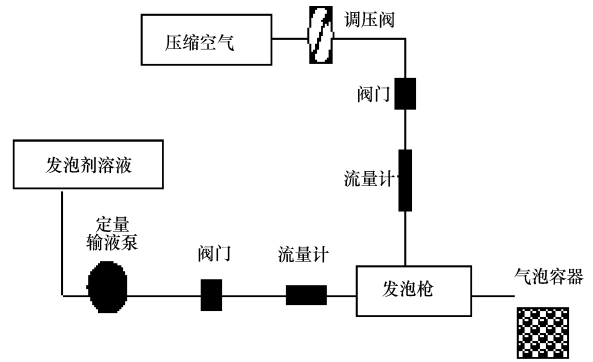 调压阀
压缩空气
阀门
发泡剂溶液
流量计
定量
输液泵
阀门
流量计
发泡枪
气泡容器